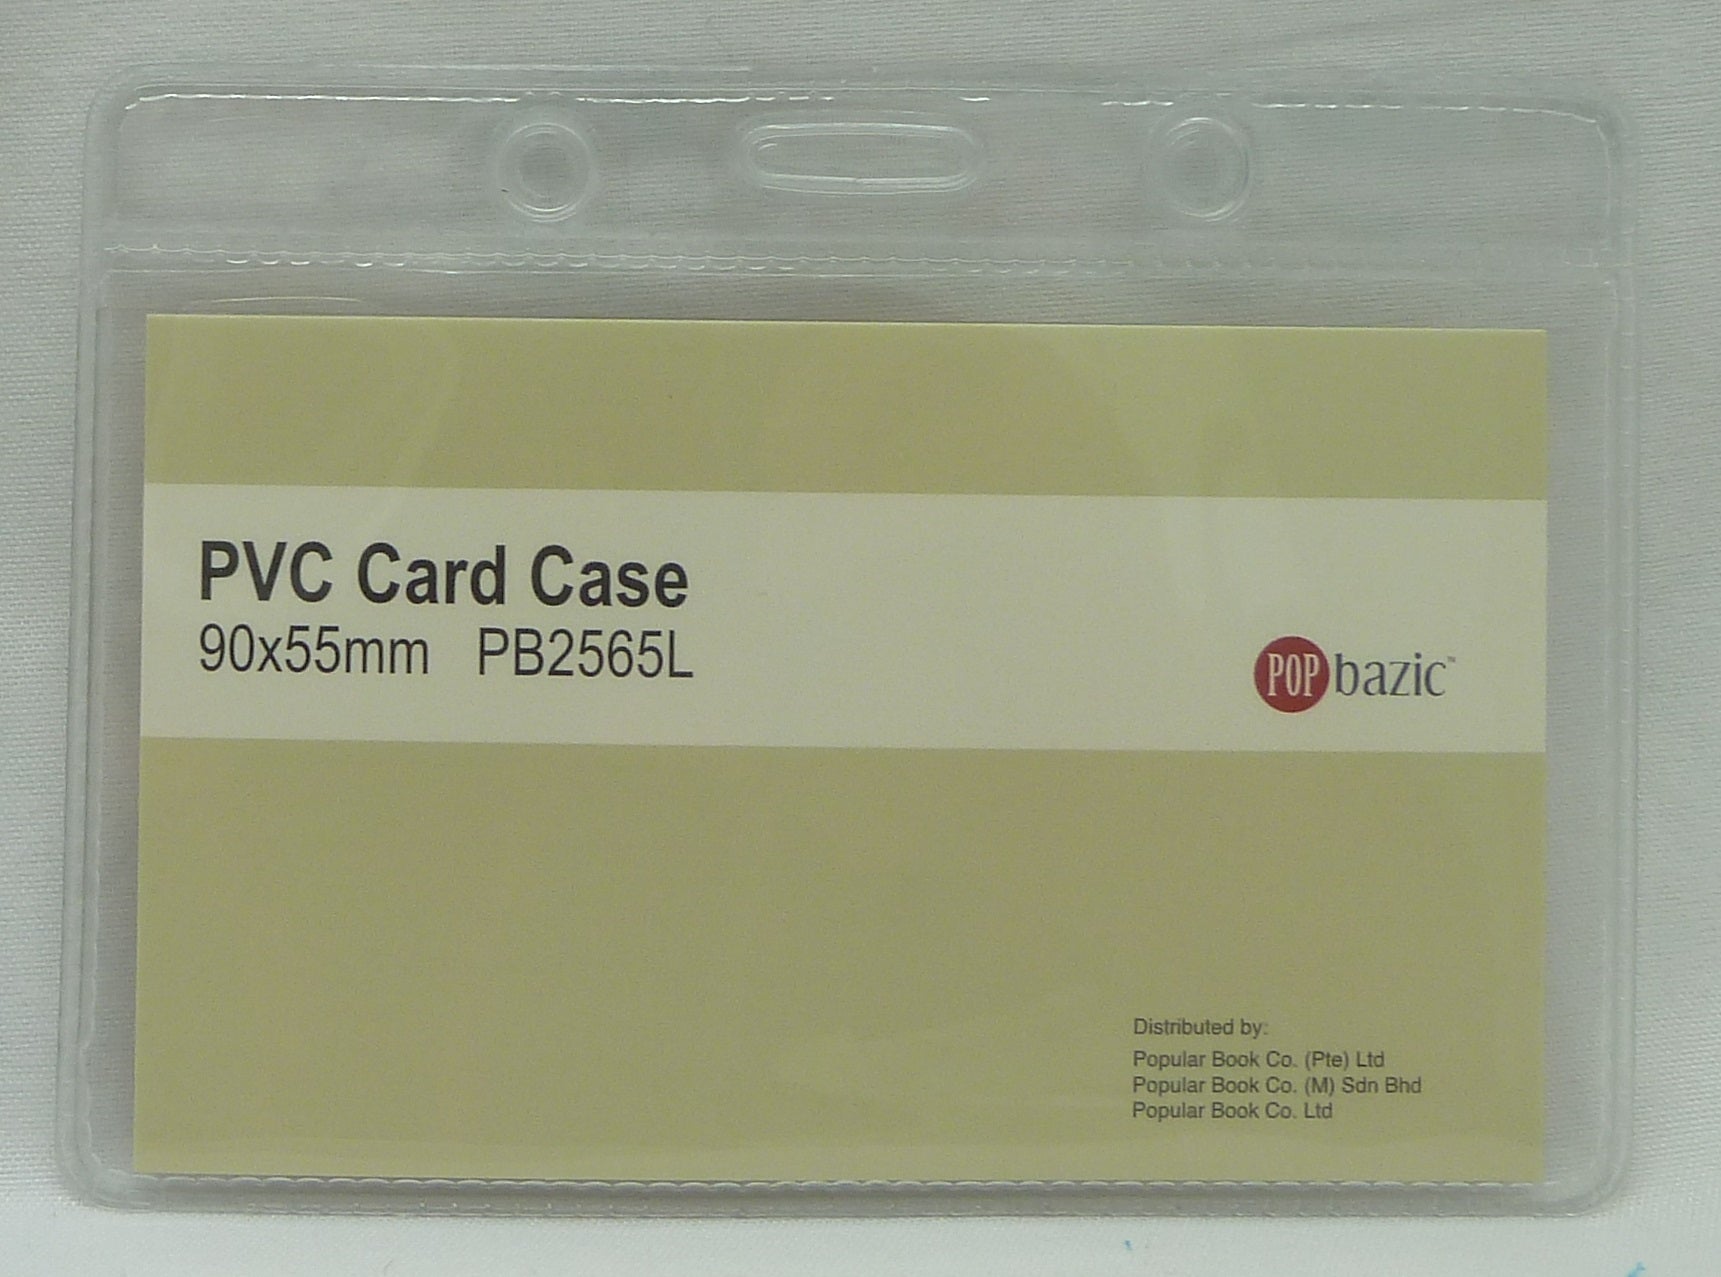 PVC Card Case
90x55mm PB2565L
POP bazic™
Distributed by:
Popular Book Co. (Pte) Ltd
Popular Book Co. (M) Sdn Bhd
Popular Book Co. Ltd